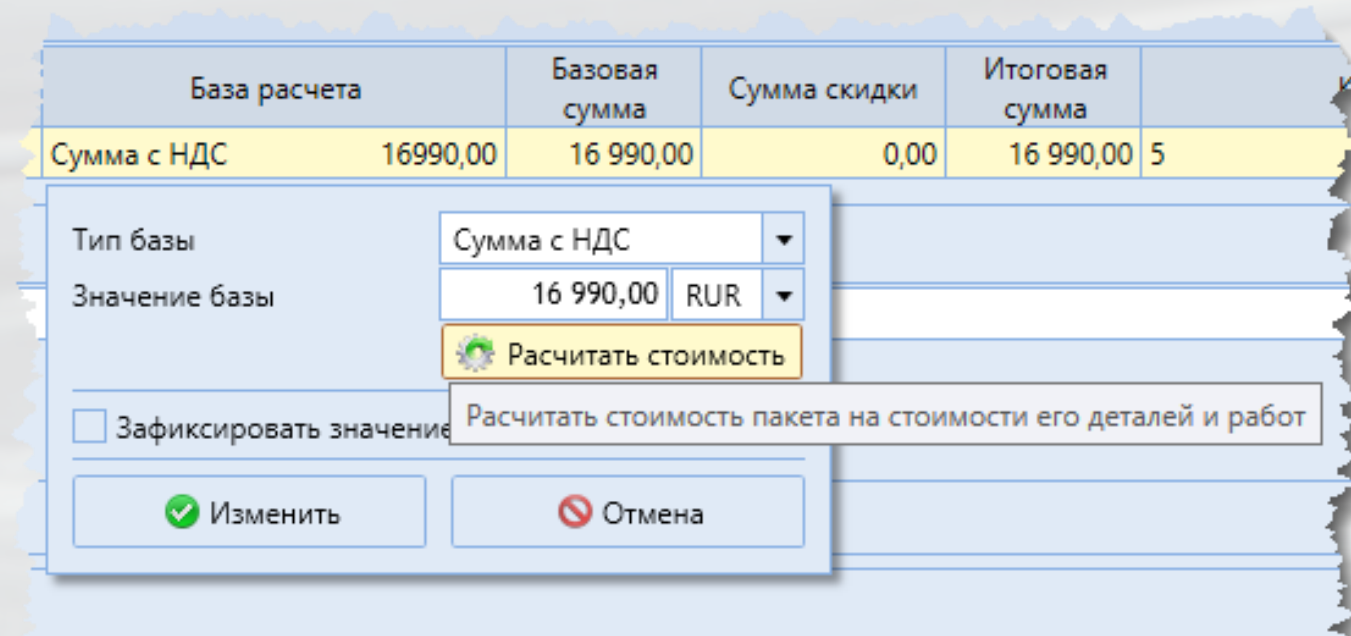 База расчета
Базовая
сумма
Сумма скидки
Итоговая
сумма
Сумма с НДС 16990,00 16 990,00 0,00 16 990,00 5
Тип базы Сумма с НДС
Значение базы 16 990,00 RUR
Расчитать стоимость
Расчитать стоимость пакета на стоимости его деталей и работ
Зафиксировать значение
Изменить Отмена